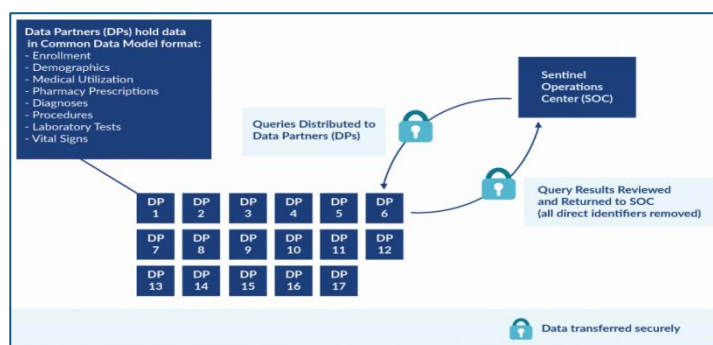 Data Partners (DPs) hold data
in Common Data Model format:
- Enrollment
- Demographics
- Medical Utilization
- Pharmacy Prescriptions
- Diagnoses
- Procedures
- Laboratory Tests
- Vital Signs
Sentinel
Operations
Center (SOC)
Queries Distributed to
Data Partners (DPs)
Query Results Reviewed
and Returned to SOC
(all direct identifiers removed)
DP
1
DP
2
DP
3
DP
4
DP
5
DP
6
DP
7
DP
8
DP
9
DP
10
DP
11
DP
12
DP
13
DP
14
DP
15
DP
16
DP
17
Data transferred securely